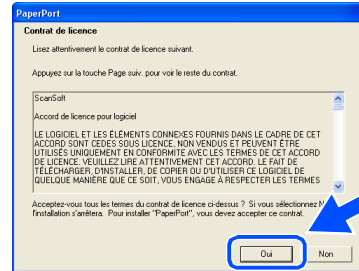 PaperPort
Contrat de licence
Lisez attentivement le contrat de licence suivant.
Appuyez sur la touche Page suiv. pour voir le reste du contrat.
ScanSoft
Accord de licence pour logiciel
LE LOGICIEL ET LES ÉLÉMENTS CONNEXES FOURNIS DANS LE CADRE DE CET
ACCORD SONT CEDES SOUS LICENCE, NON VENDUS ET PEUVENT ÊTRE
UTILISÉS UNIQUEMENT EN CONFORMITE AVEC LES TERMES DE CET ACCORD
DE LICENCE. VEUILLEZ LIRE ATTENTIVEMENT CET ACCORD. LE FAIT DE
TÉLÉCHARGER, D'INSTALLER, DE COPIER OU D'UTILISER CE LOGICIEL DE
QUELQUE MANIÈRE QUE CE SOIT, VOUS ENGAGE À RESPECTER LES TERMES
Acceptez-vous tous les termes du contrat de licence ci-dessus ? Si vous sélectionnez
l'installation s'arrêtera. Pour installer "PaperPort", vous devez accepter ce contrat.
Oui
Non